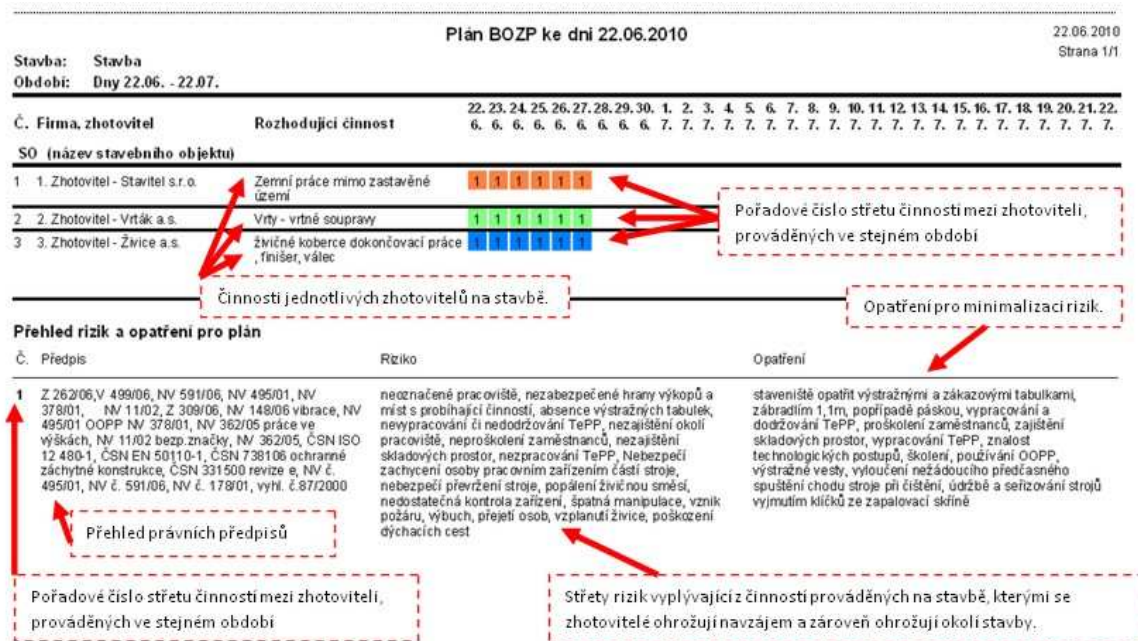 Plán BOZP ke dni 22.06.2010
22.06.2010
Strana 1/1
Stavba: Stavba
Období: Dny 22.06. - 22.07.
22. 23. 24. 25. 26. 27. 28. 29. 30. 1. 2. 3. 4. 5. 6. 7. 8. 9. 10. 11. 12. 13. 14. 15. 16. 17. 18. 19. 20. 21. 22.
Č. Firma, zhotovitel Rozhodující činnost 6. 6. 6. 6. 6. 6. 6. 6. 6. 7. 7. 7. 7. 7. 7. 7. 7. 7. 7. 7. 7. 7. 7. 7. 7. 7. 7. 7. 7. 7. 7.
SO (název stavebního objektu)
1 1. Zhotovitel - Stavitel s.r.o. Zemní práce mimo zastavěné 1 1 1 1 1 1
území
2 2. Zhotovitel - Vrták a.s. Vrty - vrtné soupravy 1 1 1 1 1 1
3 3. Zhotovitel - Živice a.s. živičné koberce dokončovací práce 1 1 1 1 1 1
, finišer, válec
Pořadové číslo střetu činností mezi zhotoviteli,
prováděných ve stejném období
Činnosti jednotlivých zhotovitelů na stavbě.
Opatření pro minimalizaci rizik.
Přehled rizik a opatření pro plán
Č. Předpis Riziko Opatření
1 Z 262/06,V 499/06, NV 591/06, NV 495/01, NV
378/01, NV 11/02, Z 309/06, NV 148/06 vibrace, NV
495/01 OOPP NV 378/01, NV 362/05 práce ve
výškách, NV 11/02 bezp.značky, NV 362/05, ČSN ISO
12 480-1, ČSN EN 50110-1, ČSN 738106 ochranné
záchytné konstrukce, ČSN 331500 revize e, NV č.
495/01, NV č. 591/06, NV č. 178/01, vyhl. č.87/2000
neoznačené pracoviště, nezabezpečené hrany výkopů a
míst s probíhající činností, absence výstražných tabulek,
nevypracování či nedodržování TePP, nezajištění okolí
pracoviště, neproškolení zaměstnanců, nezajištění
skladových prostor, nezpracování TePP, Nebezpečí
zachycení osoby pracovním zařízením částí stroje,
nebezpečí převržení stroje, popálení živičnou směsí,
nedostatečná kontrola zařízení, špatná manipulace, vznik
požáru, výbuch, přejetí osob, vzplanutí živice, poškození
dýchacích cest
staveniště opatřit výstražnými a zákazovými tabulkami,
zábradlím 1,1m, popřípadě páskou, vypracování a
dodržování TePP, proškolení zaměstnanců, zajištění
skladových prostor, vypracování TePP, znalost
technologických postupů, školení, používání OOPP,
výstražné vesty, vyloučení nežádoucího předčasného
spuštění chodu stroje při čištění, údržbě a seřizování strojů
vyjmutím klíčků ze zapalovací skříně
Přehled právních předpisů
Pořadové číslo střetu činností mezi zhotoviteli,
prováděných ve stejném období
Střety rizik vyplývající z činností prováděných na stavbě, kterými se
zhotovitelé ohrožují navzájem a zároveň ohrožují okolí stavby.